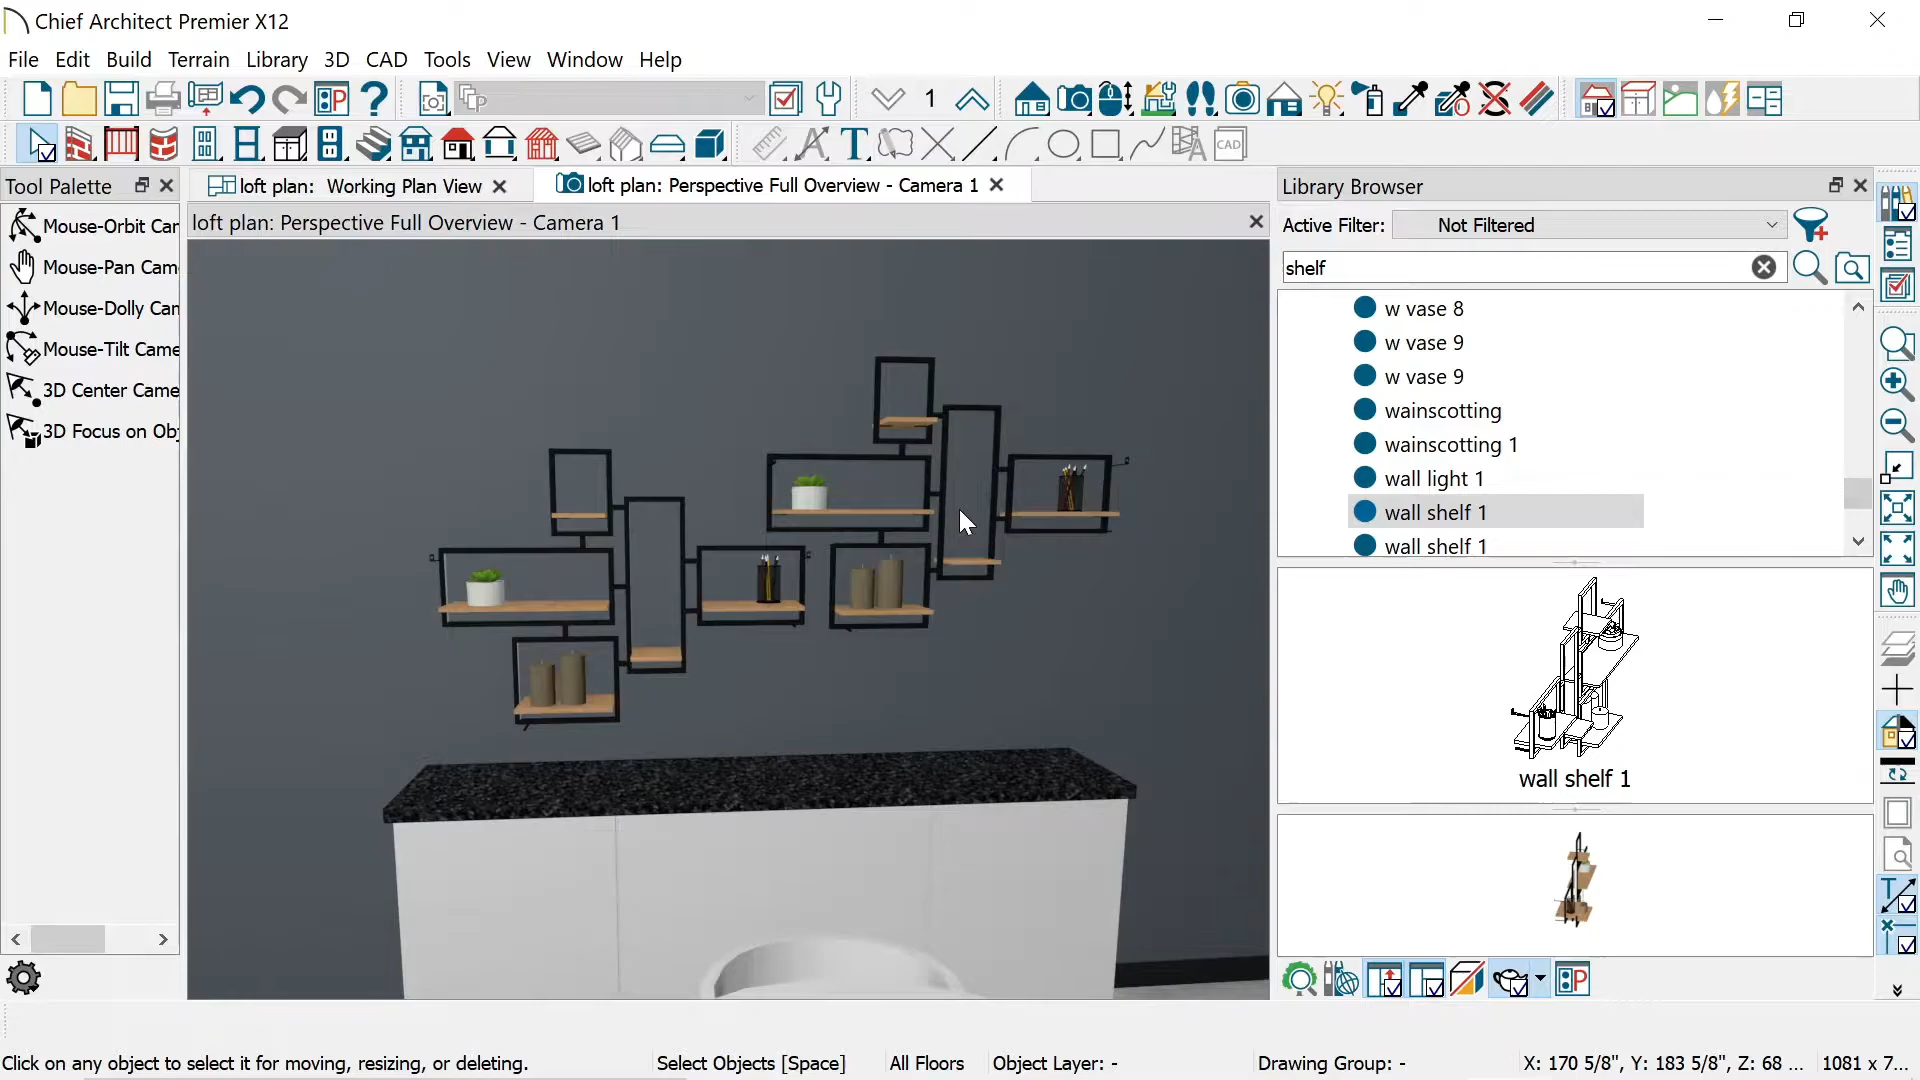 Chief Architect Premier X12
File Edit Build Terrain Library 3D CAD Tools View Window Help
1
CAD
Tool Palette
loft plan: Working Plan View
loft plan: Perspective Full Overview - Camera 1
Library Browser
loft plan: Perspective Full Overview - Camera 1
Mouse-Orbit Car
Mouse-Pan Cam
Mouse-Dolly Car
Mouse-Tilt Came
3D Center Came
3D Focus on Obj
Active Filter: Not Filtered
shelf
w vase 8
w vase 9
w vase 9
wainscotting
wainscotting 1
wall light 1
wall shelf 1
wall shelf 1
wall shelf 1
Click on any object to select it for moving, resizing, or deleting. Select Objects [Space] All Floors Object Layer: - Drawing Group: - X: 170 5/8", Y: 183 5/8", Z: 68 ... 1081 x 7...